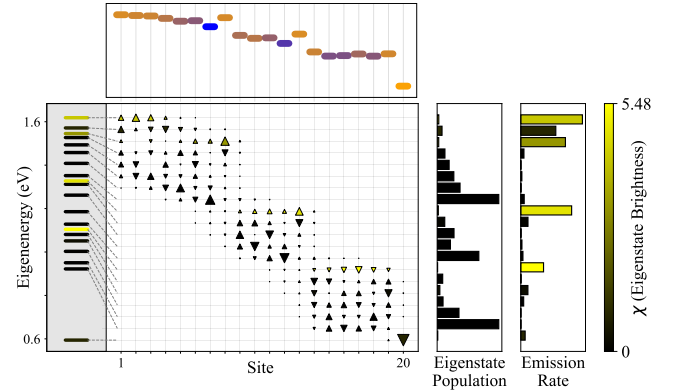 5.48
1.6
0.6
Eigenenergy (eV)
1
20
Site
Eigenstate
Population
Emission
Rate
0
χ (Eigenstate Brightness)